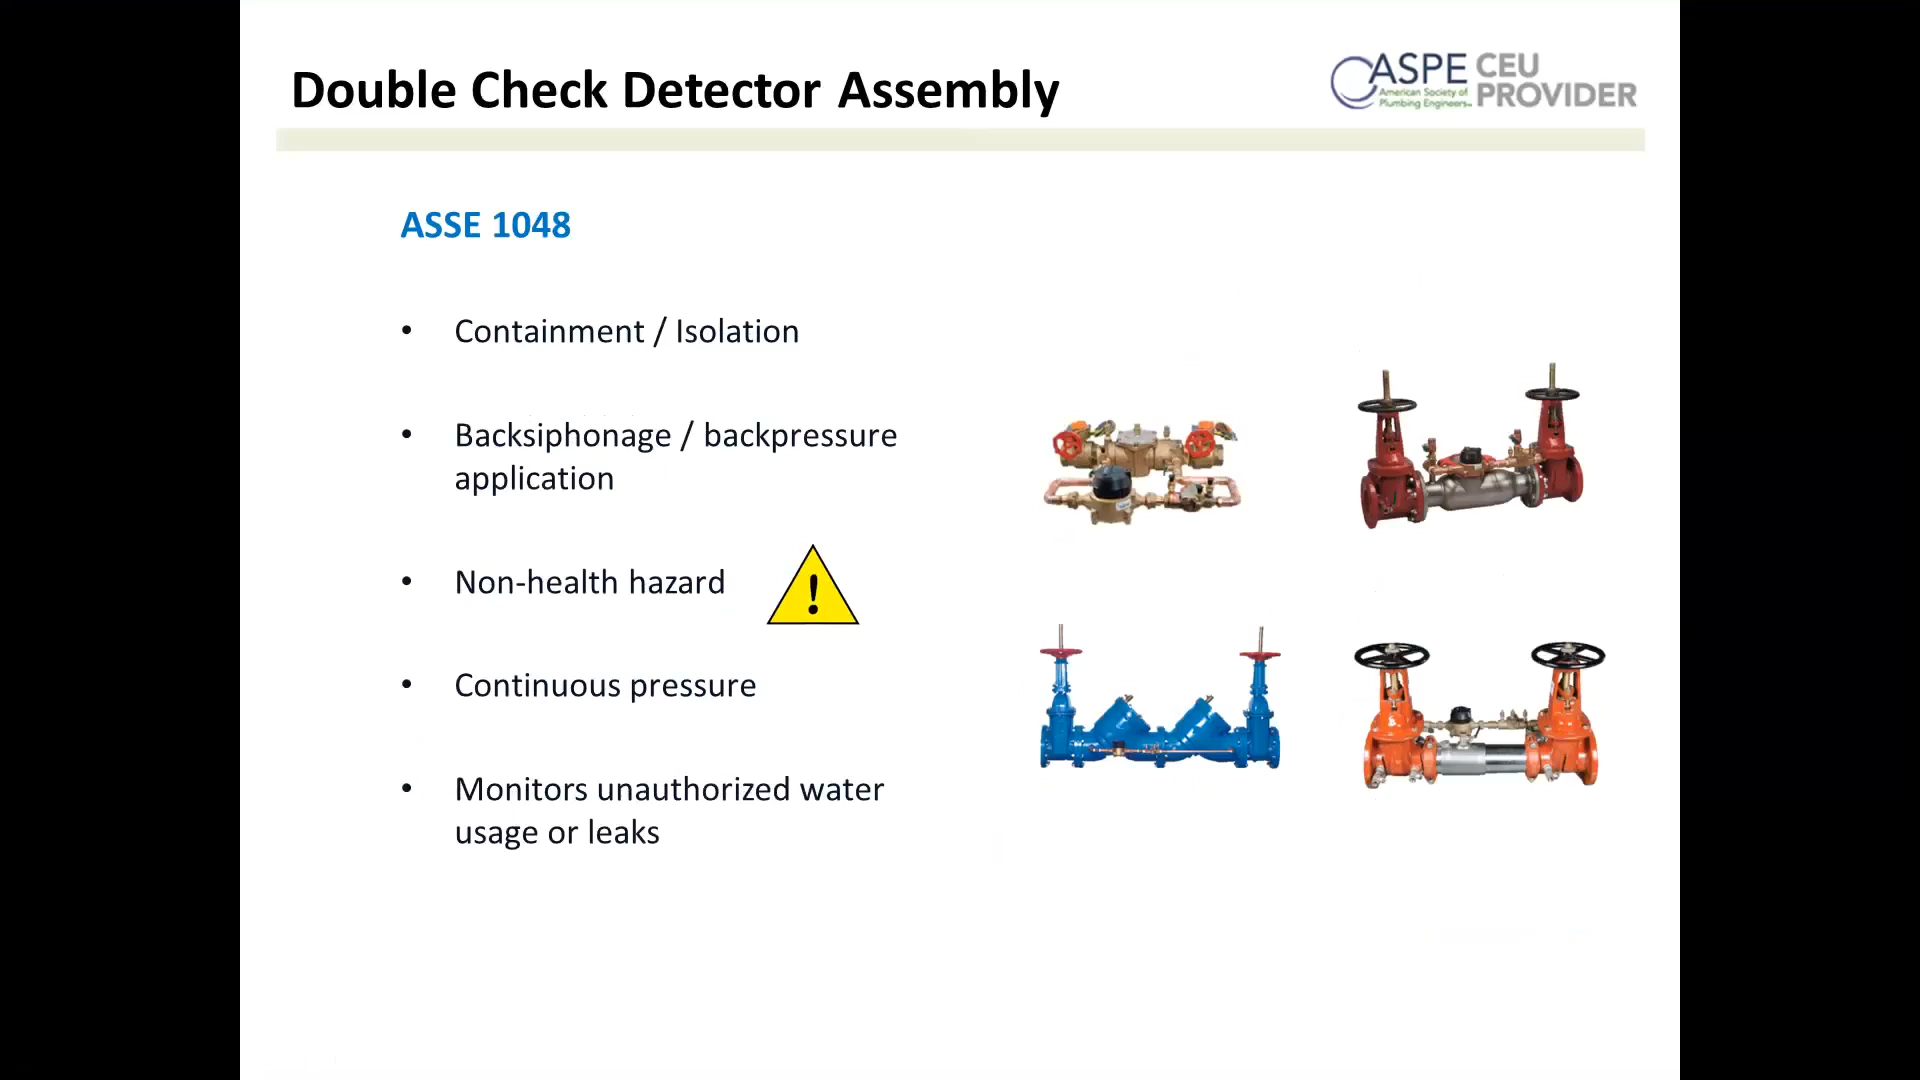 Double Check Detector Assembly
ASPE
American Society of
Plumbing Engineers
CEU
PROVIDER
ASSE 1048
• Containment / Isolation
• Backsiphonage / backpressure
application
• Non-health hazard
!
• Continuous pressure
• Monitors unauthorized water
usage or leaks